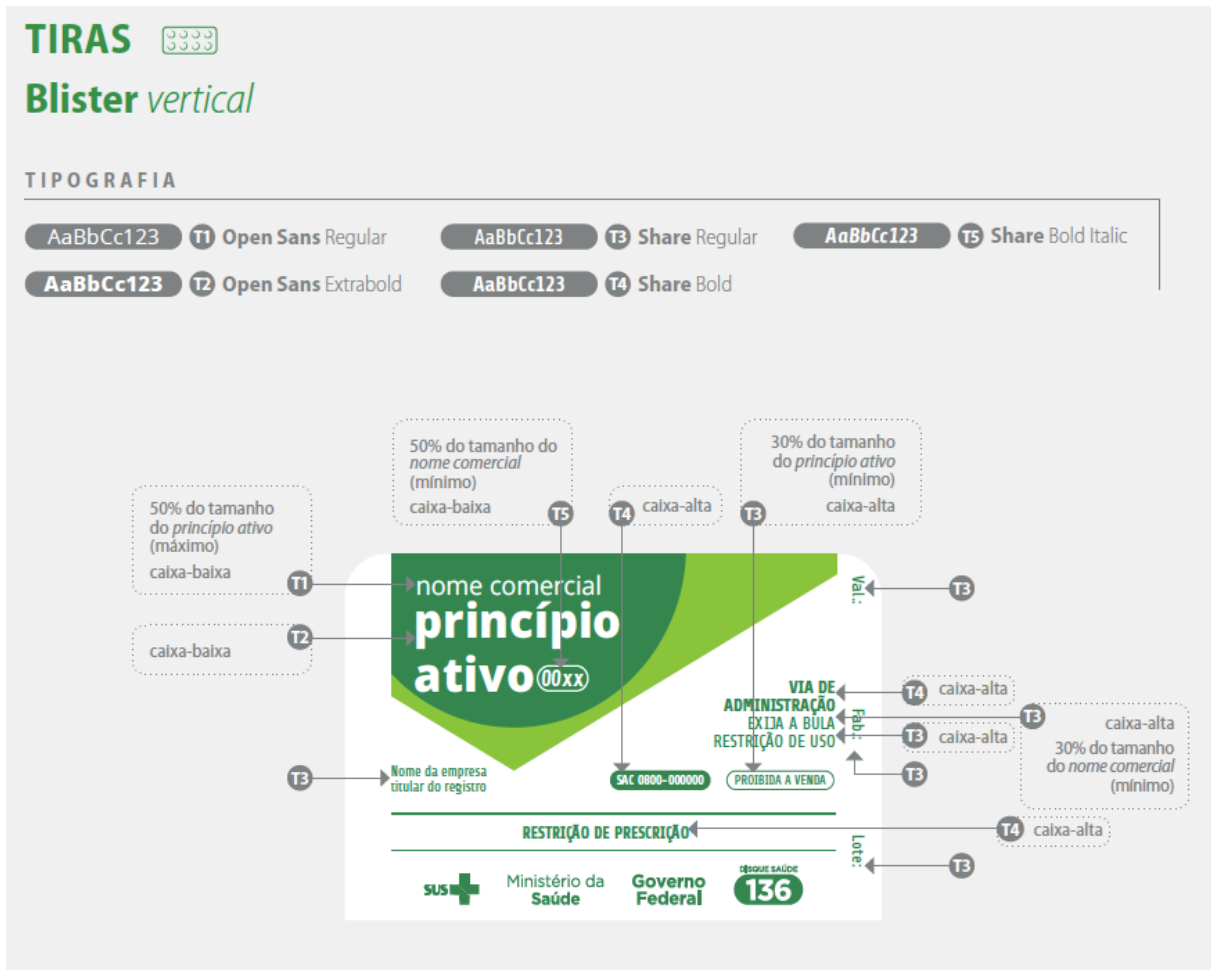 TIRAS
Blister vertical
TIPOGRAFIA
AaBbCc123 T1 Open Sans Regular
AaBbCc123 T3 Share Regular
AaBbCc123 T5 Share Bold Italic
AaBbCc123 T2 Open Sans Extrabold
AaBbCc123 T4 Share Bold
50% do tamanho do
nome comercial
(mínimo)
caixa-baixa
T5
T4
caixa-alta
30% do tamanho
do princípio ativo
(mínimo)
caixa-alta
T3
50% do tamanho
do princípio ativo
(máximo)
caixa-baixa
T1
caixa-baixa
T2
nome comercial
princípio
ativo 00xx
Val.:
T3
VIA DE
ADMINISTRAÇÃO
EXIJA A BULA
RESTRIÇÃO DE USO
Fab.:
T4 caixa-alta
T3
caixa-alta
30% do tamanho
do nome comercial
(mínimo)
T3 caixa-alta
T3
T3
Nome da empresa
titular do registro
SAC 0800-000000
PROIBIDA A VENDA
RESTRIÇÃO DE PRESCRIÇÃO
T4 caixa-alta
Lote:
T3
SUS
Ministério da
Saúde
Governo
Federal
DISQUE SAÚDE
136